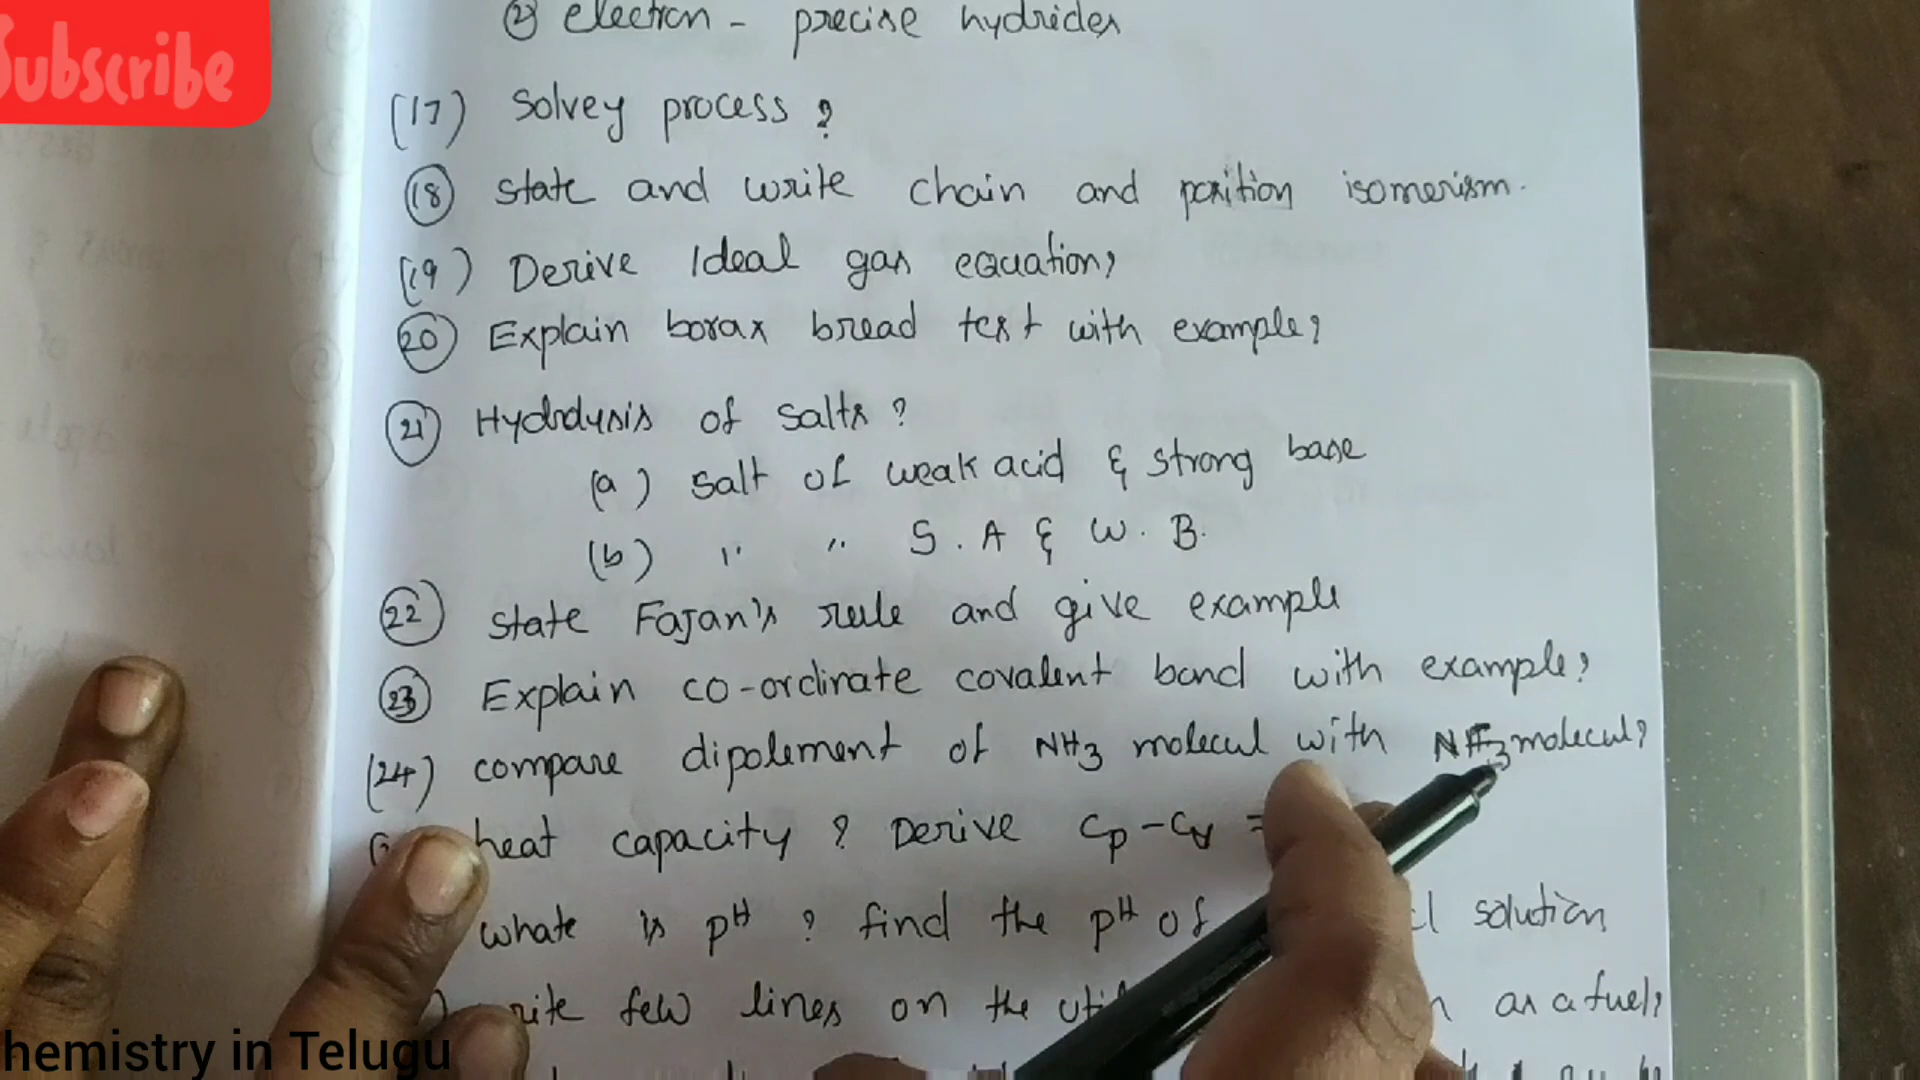 Subscribe
② electron - precise hydrides
(17) Solvey process ?
⑱ state and write chain and position isomerism.
(19) Derive Ideal gas equation?
⑳ Explain borax bread test with example?
㉑ Hydrolysis of salts ?
(a) salt of weak acid & strong base
(b) " " S. A & W. B.
㉒ state Fajan's rule and give example
㉓ Explain co-ordinate covalent bond with example?
(24) compare dipolement of NH3 molecul with NF3 molecul?
heat capacity ? Derive Cp - Cv =
whate is pH ? find the pH of solution
few lines on the as a fuel?
hemistry in Telugu